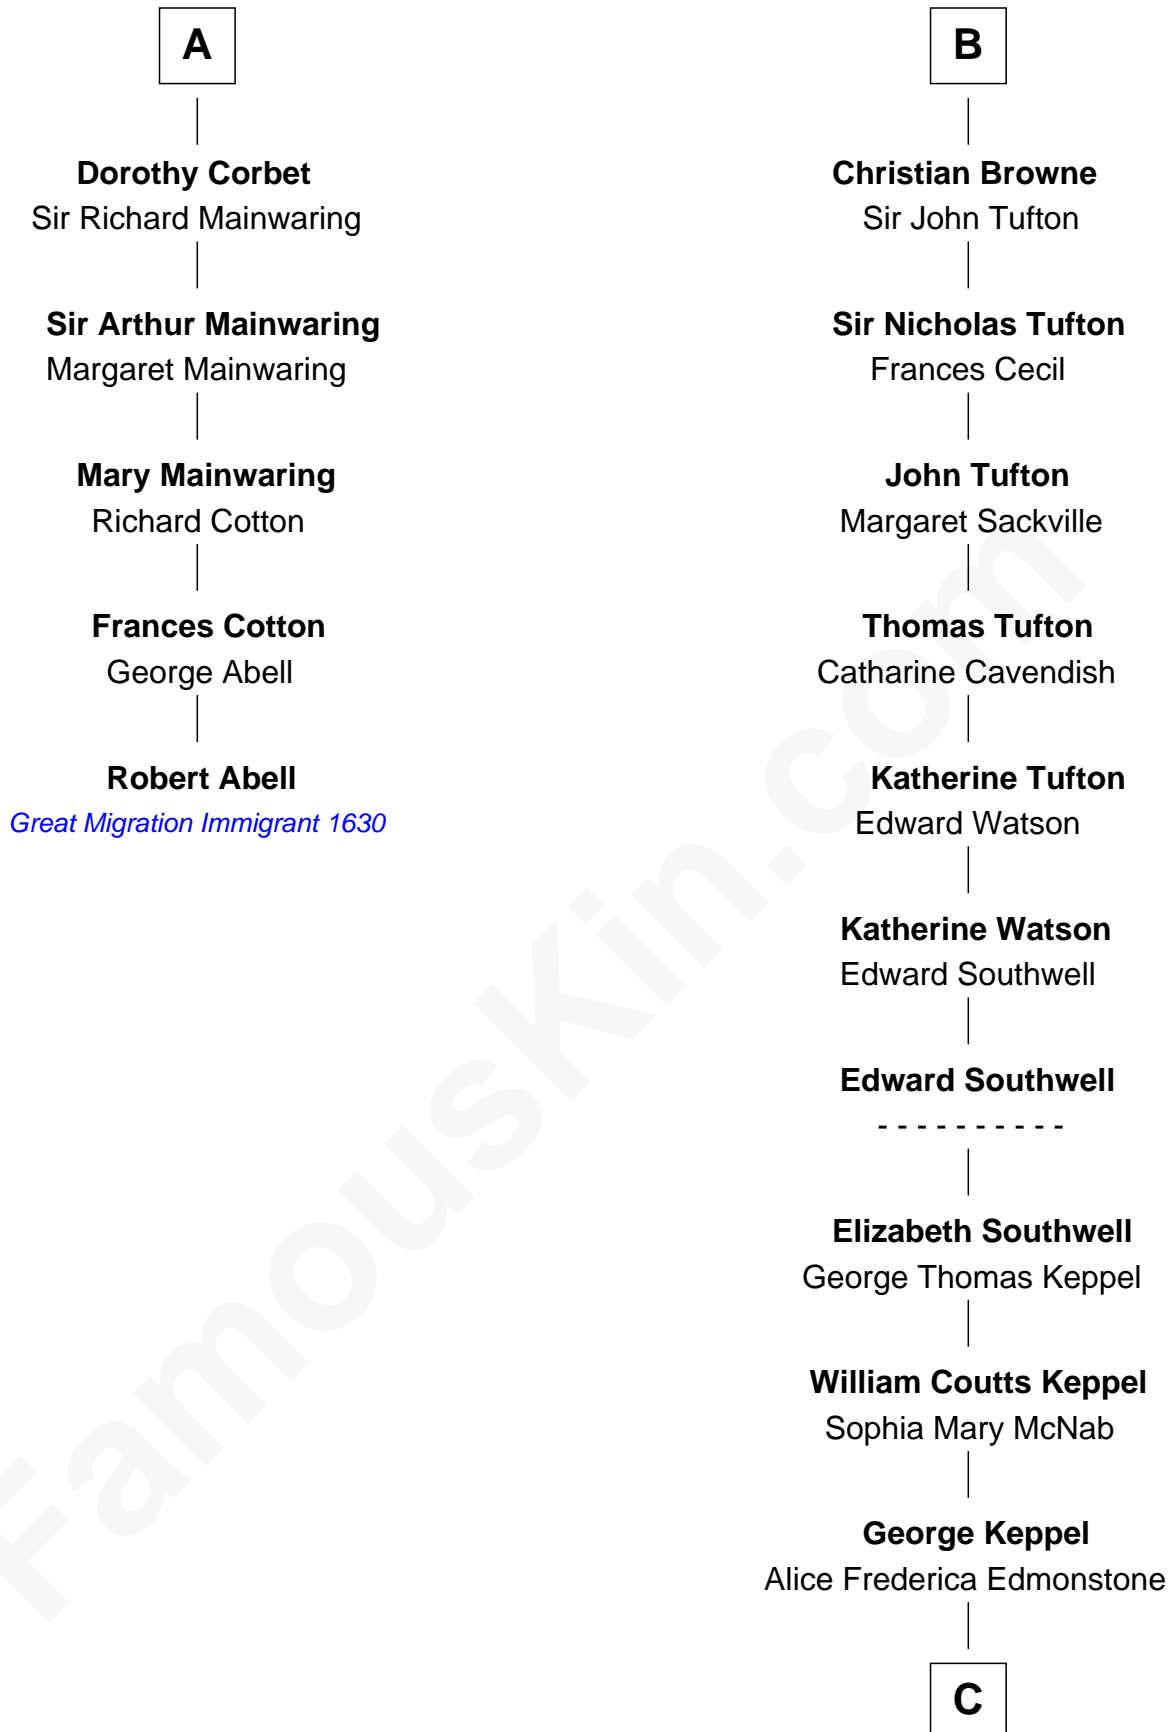 A
Dorothy Corbet
Sir Richard Mainwaring
Sir Arthur Mainwaring
Margaret Mainwaring
Mary Mainwaring
Richard Cotton
Frances Cotton
George Abell
Robert Abell
Great Migration Immigrant 1630
B
Christian Browne
Sir John Tufton
Sir Nicholas Tufton
Frances Cecil
John Tufton
Margaret Sackville
Thomas Tufton
Catharine Cavendish
Katherine Tufton
Edward Watson
Katherine Watson
Edward Southwell
Edward Southwell
- - - - - - - - - -
Elizabeth Southwell
George Thomas Keppel
William Coutts Keppel
Sophia Mary McNab
George Keppel
Alice Frederica Edmonstone
C
FamousKin.com